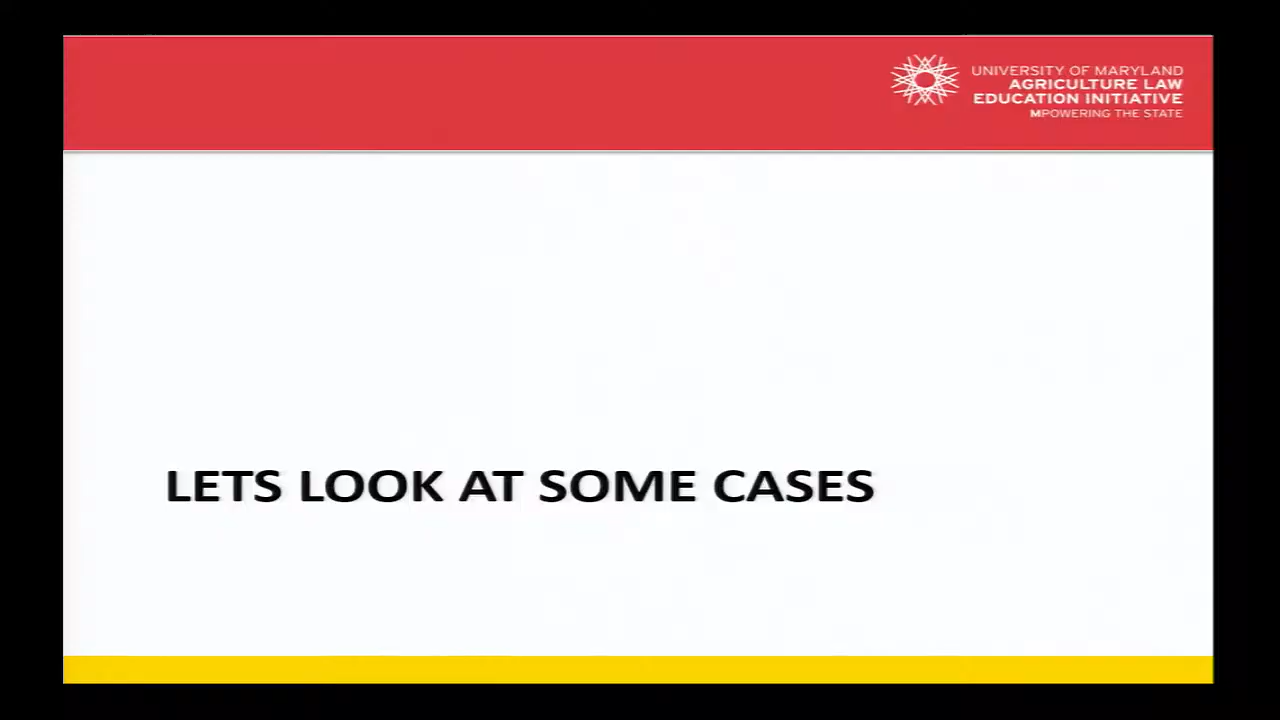 UNIVERSITY OF MARYLAND
AGRICULTURE LAW
EDUCATION INITIATIVE
MPOWERING THE STATE
LETS LOOK AT SOME CASES